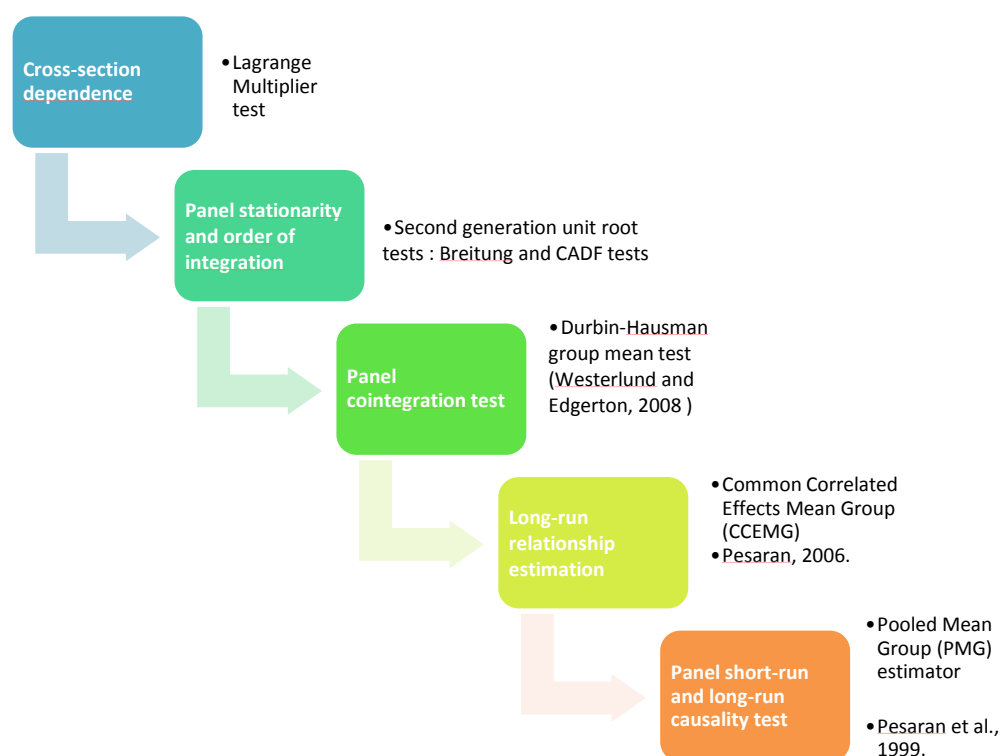 Cross-section
dependence
•Lagrange
Multiplier
test
Panel stationarity
and order of
integration
•Second generation unit root
tests : Breitung and CADF tests
Panel
cointegration test
•Durbin-Hausman
group mean test
(Westerlund and
Edgerton, 2008 )
Long-run
relationship
estimation
•Common Correlated
Effects Mean Group
(CCEMG)
•Pesaran, 2006.
Panel short-run
and long-run
causality test
•Pooled Mean
Group (PMG)
estimator
•Pesaran et al.,
1999.